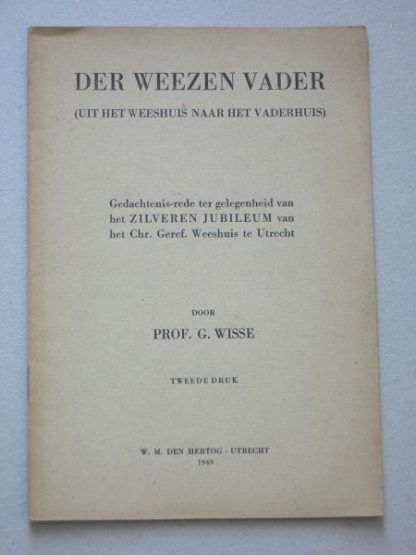 DER WEEZEN VADER
(UIT HET WEESHUIS NAAR HET VADERHUIS)
Gedachtenis-rede ter gelegenheid van
het ZILVEREN JUBILEUM van
het Chr. Geref. Weeshuis te Utrecht
DOOR
PROF. G. WISSE
TWEEDE DRUK
W. M. DEN HERTOG - UTRECHT
1949